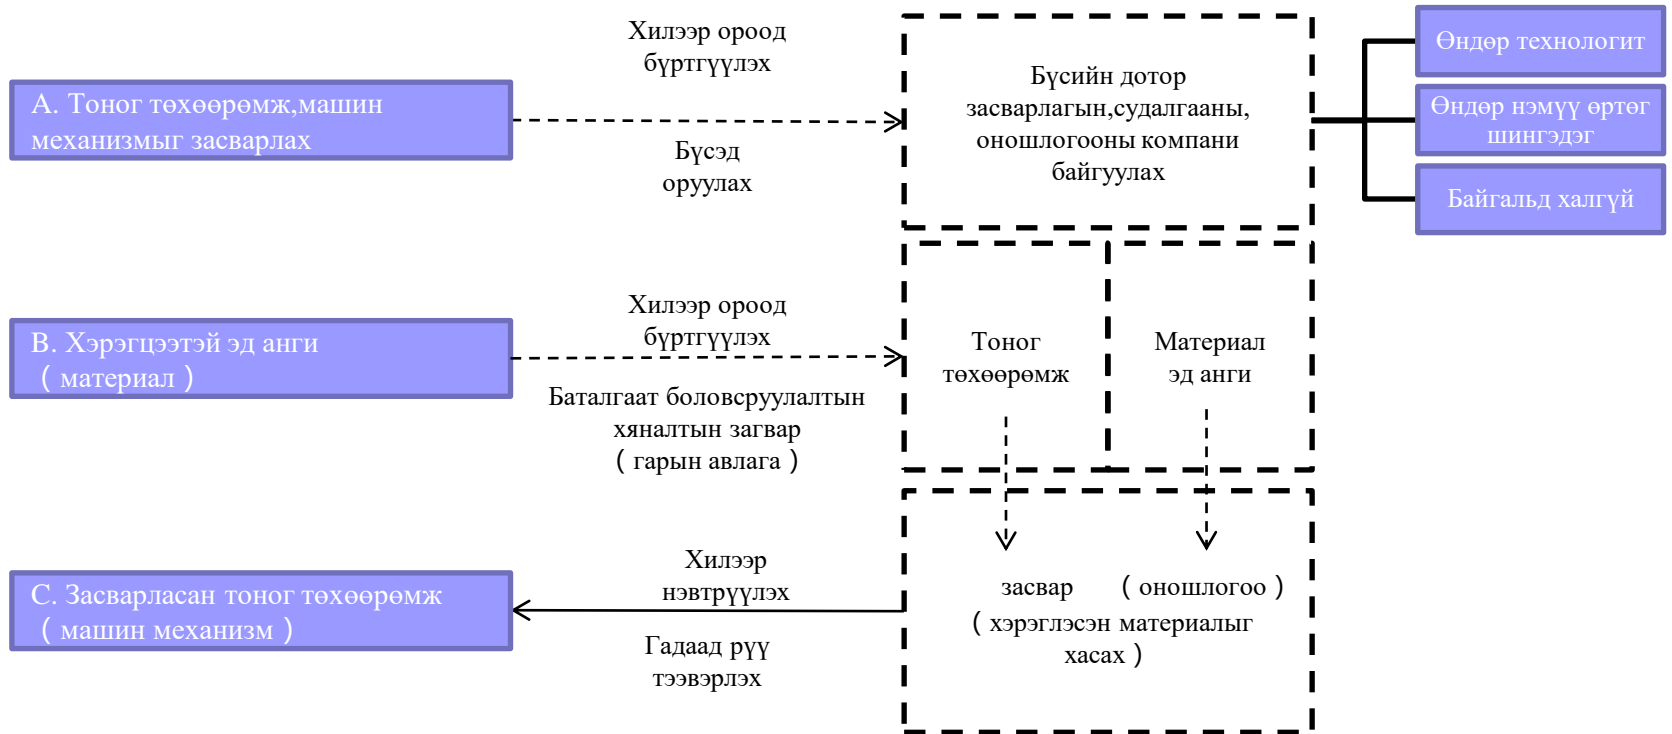 Хилээр ороод
бүртгүүлэх
A. Тоног төхөөрөмж,машин
механизмыг засварлах
Бүсэд
оруулах
Бүсийн дотор
засварлагын,судалгааны,
оношлогооны компани
байгуулах
Өндөр технологит
Өндөр нэмүү өртөг
шингэдэг
Байгальд халгүй
B. Хэрэгцээтэй эд анги
( материал )
Хилээр ороод
бүртгүүлэх
Баталгаат боловсруулалтын
хяналтын загвар
( гарын авлага )
Тоног
төхөөрөмж
Материал
эд анги
C. Засварласан тоног төхөөрөмж
( машин механизм )
Хилээр
нэвтрүүлэх
Гадаад рүү
тээвэрлэх
засвар ( оношлогоо )
( хэрэглэсэн материалыг
хасах )